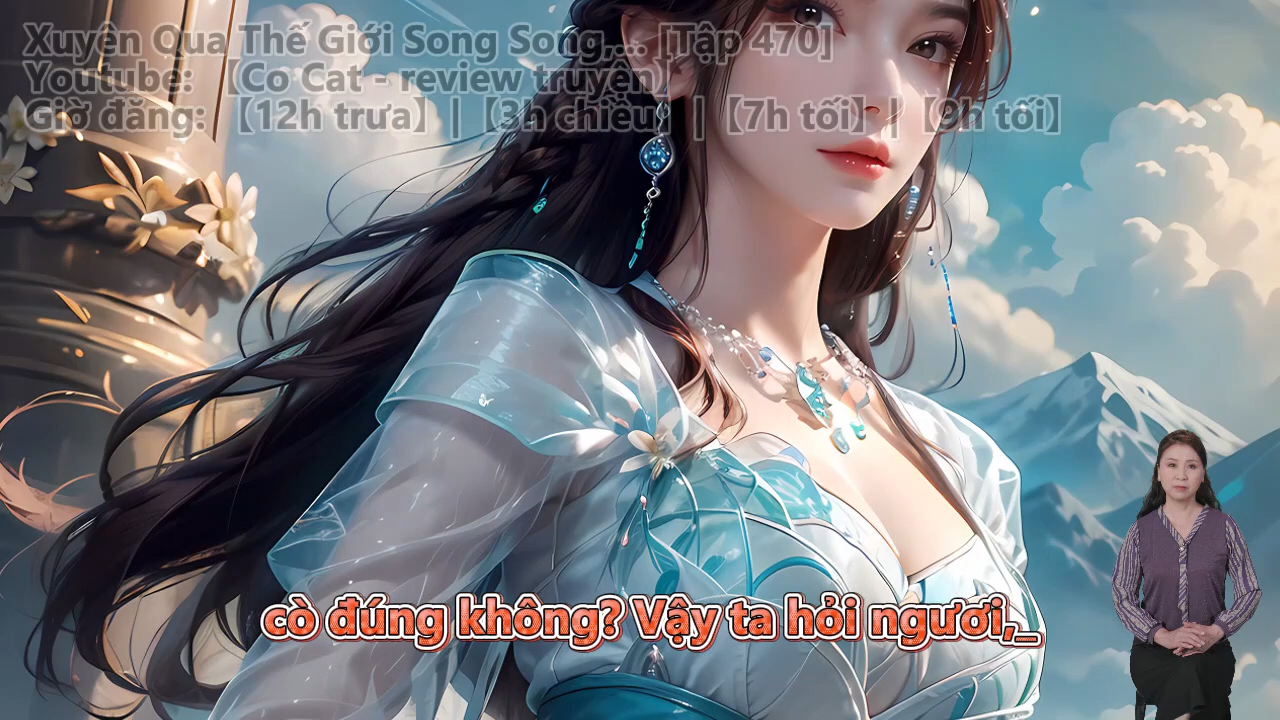 Xuyên Qua Thế Giới Song Song,... [Tập 470]
Youtube: 【Co Cat - review truyện】
Giờ đăng: 【12h trưa】 | 【3h chiều】 | 【7h tối】 | 【9h tối】
cò đúng không? Vậy ta hỏi ngươi,_